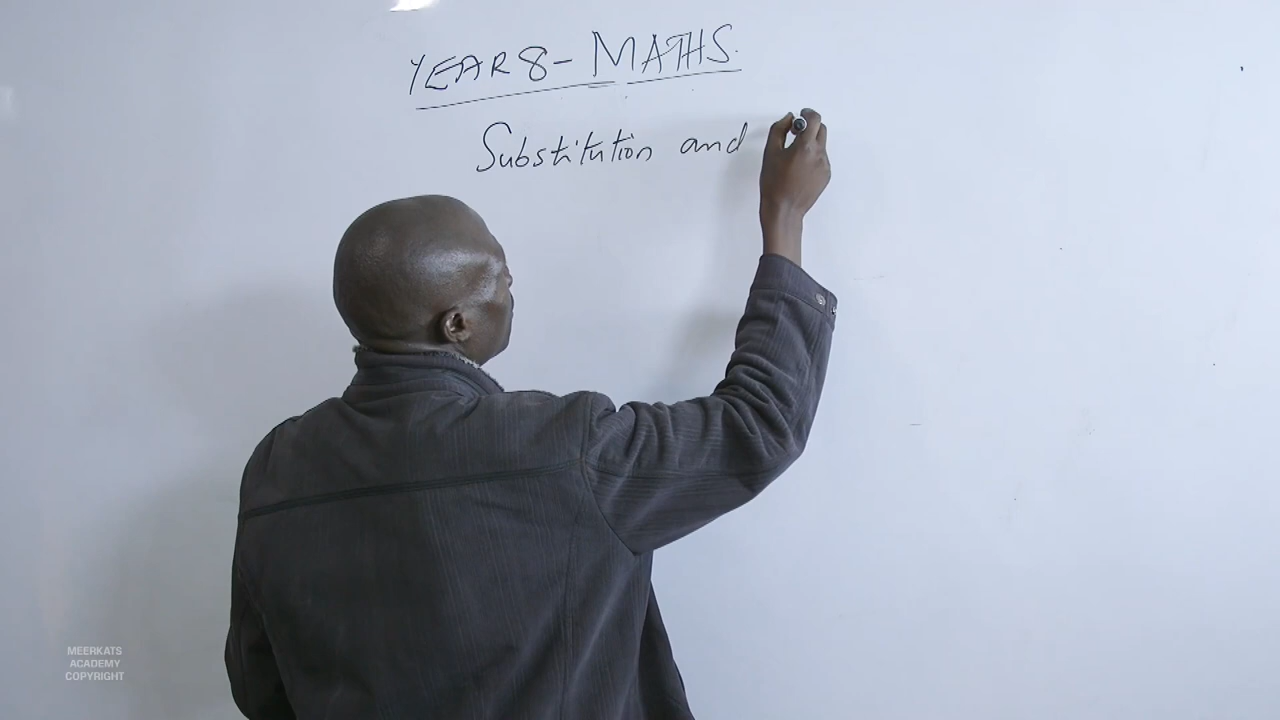 YEAR 8 - MATHS.
Substitution and
MEERKATS
ACADEMY
COPYRIGHT